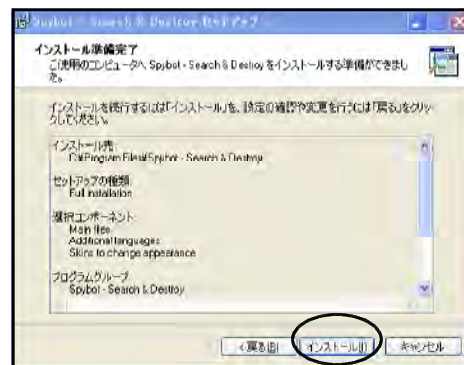 Spybot - Search & Destroy セットアップ
インストール準備完了
ご使用のコンピュータへ Spybot - Search & Destroy をインストールする準備ができまし
た。
インストールを続行するには「インストール」を、設定の確認や変更を行うには「戻る」をクリッ
クしてください。
インストール先:
C:¥Program Files¥Spybot - Search & Destroy
セットアップの種類:
Full installation
選択コンポーネント:
Main files
Additional languages
Skins to change appearance
プログラムグループ:
Spybot - Search & Destroy
< 戻る(B)
インストール(I)
キャンセル